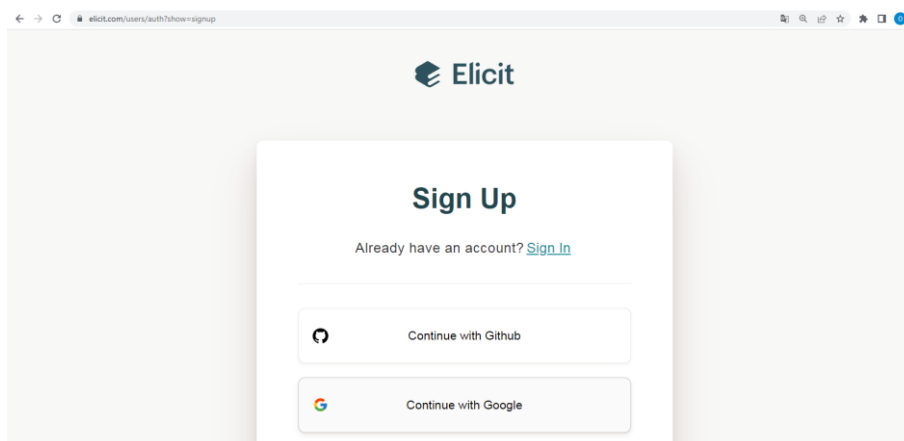 elicit.com/users/auth?show=signup
Elicit
Sign Up
Already have an account? Sign In
Continue with Github
Continue with Google